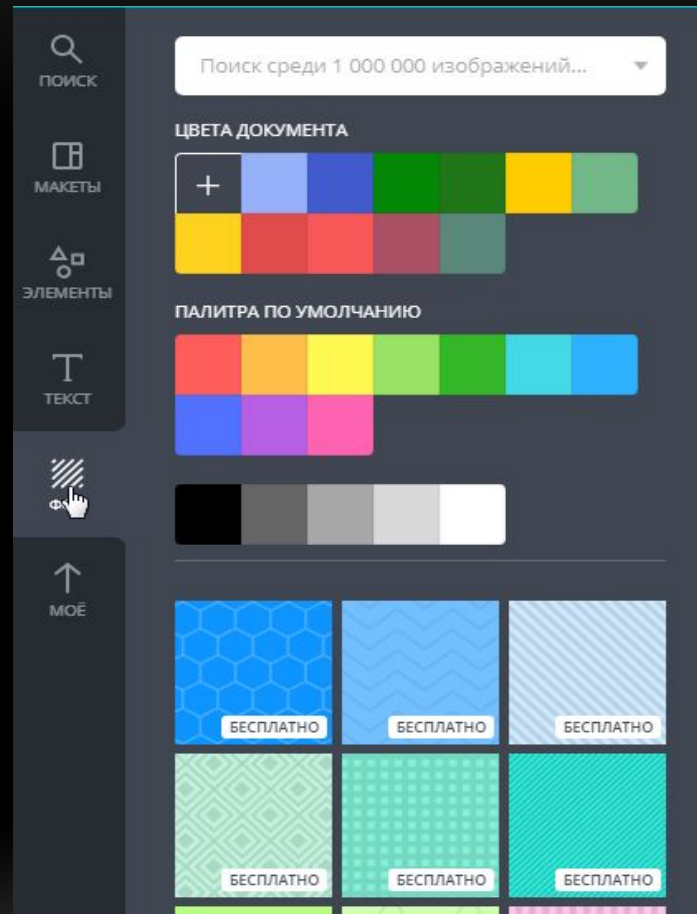 ПОИСК
МАКЕТЫ
ЭЛЕМЕНТЫ
ТЕКСТ
МОЁ
Поиск среди 1 000 000 изображений...
ЦВЕТА ДОКУМЕНТА
ПАЛИТРА ПО УМОЛЧАНИЮ
БЕСПЛАТНО
БЕСПЛАТНО
БЕСПЛАТНО
БЕСПЛАТНО
БЕСПЛАТНО
БЕСПЛАТНО